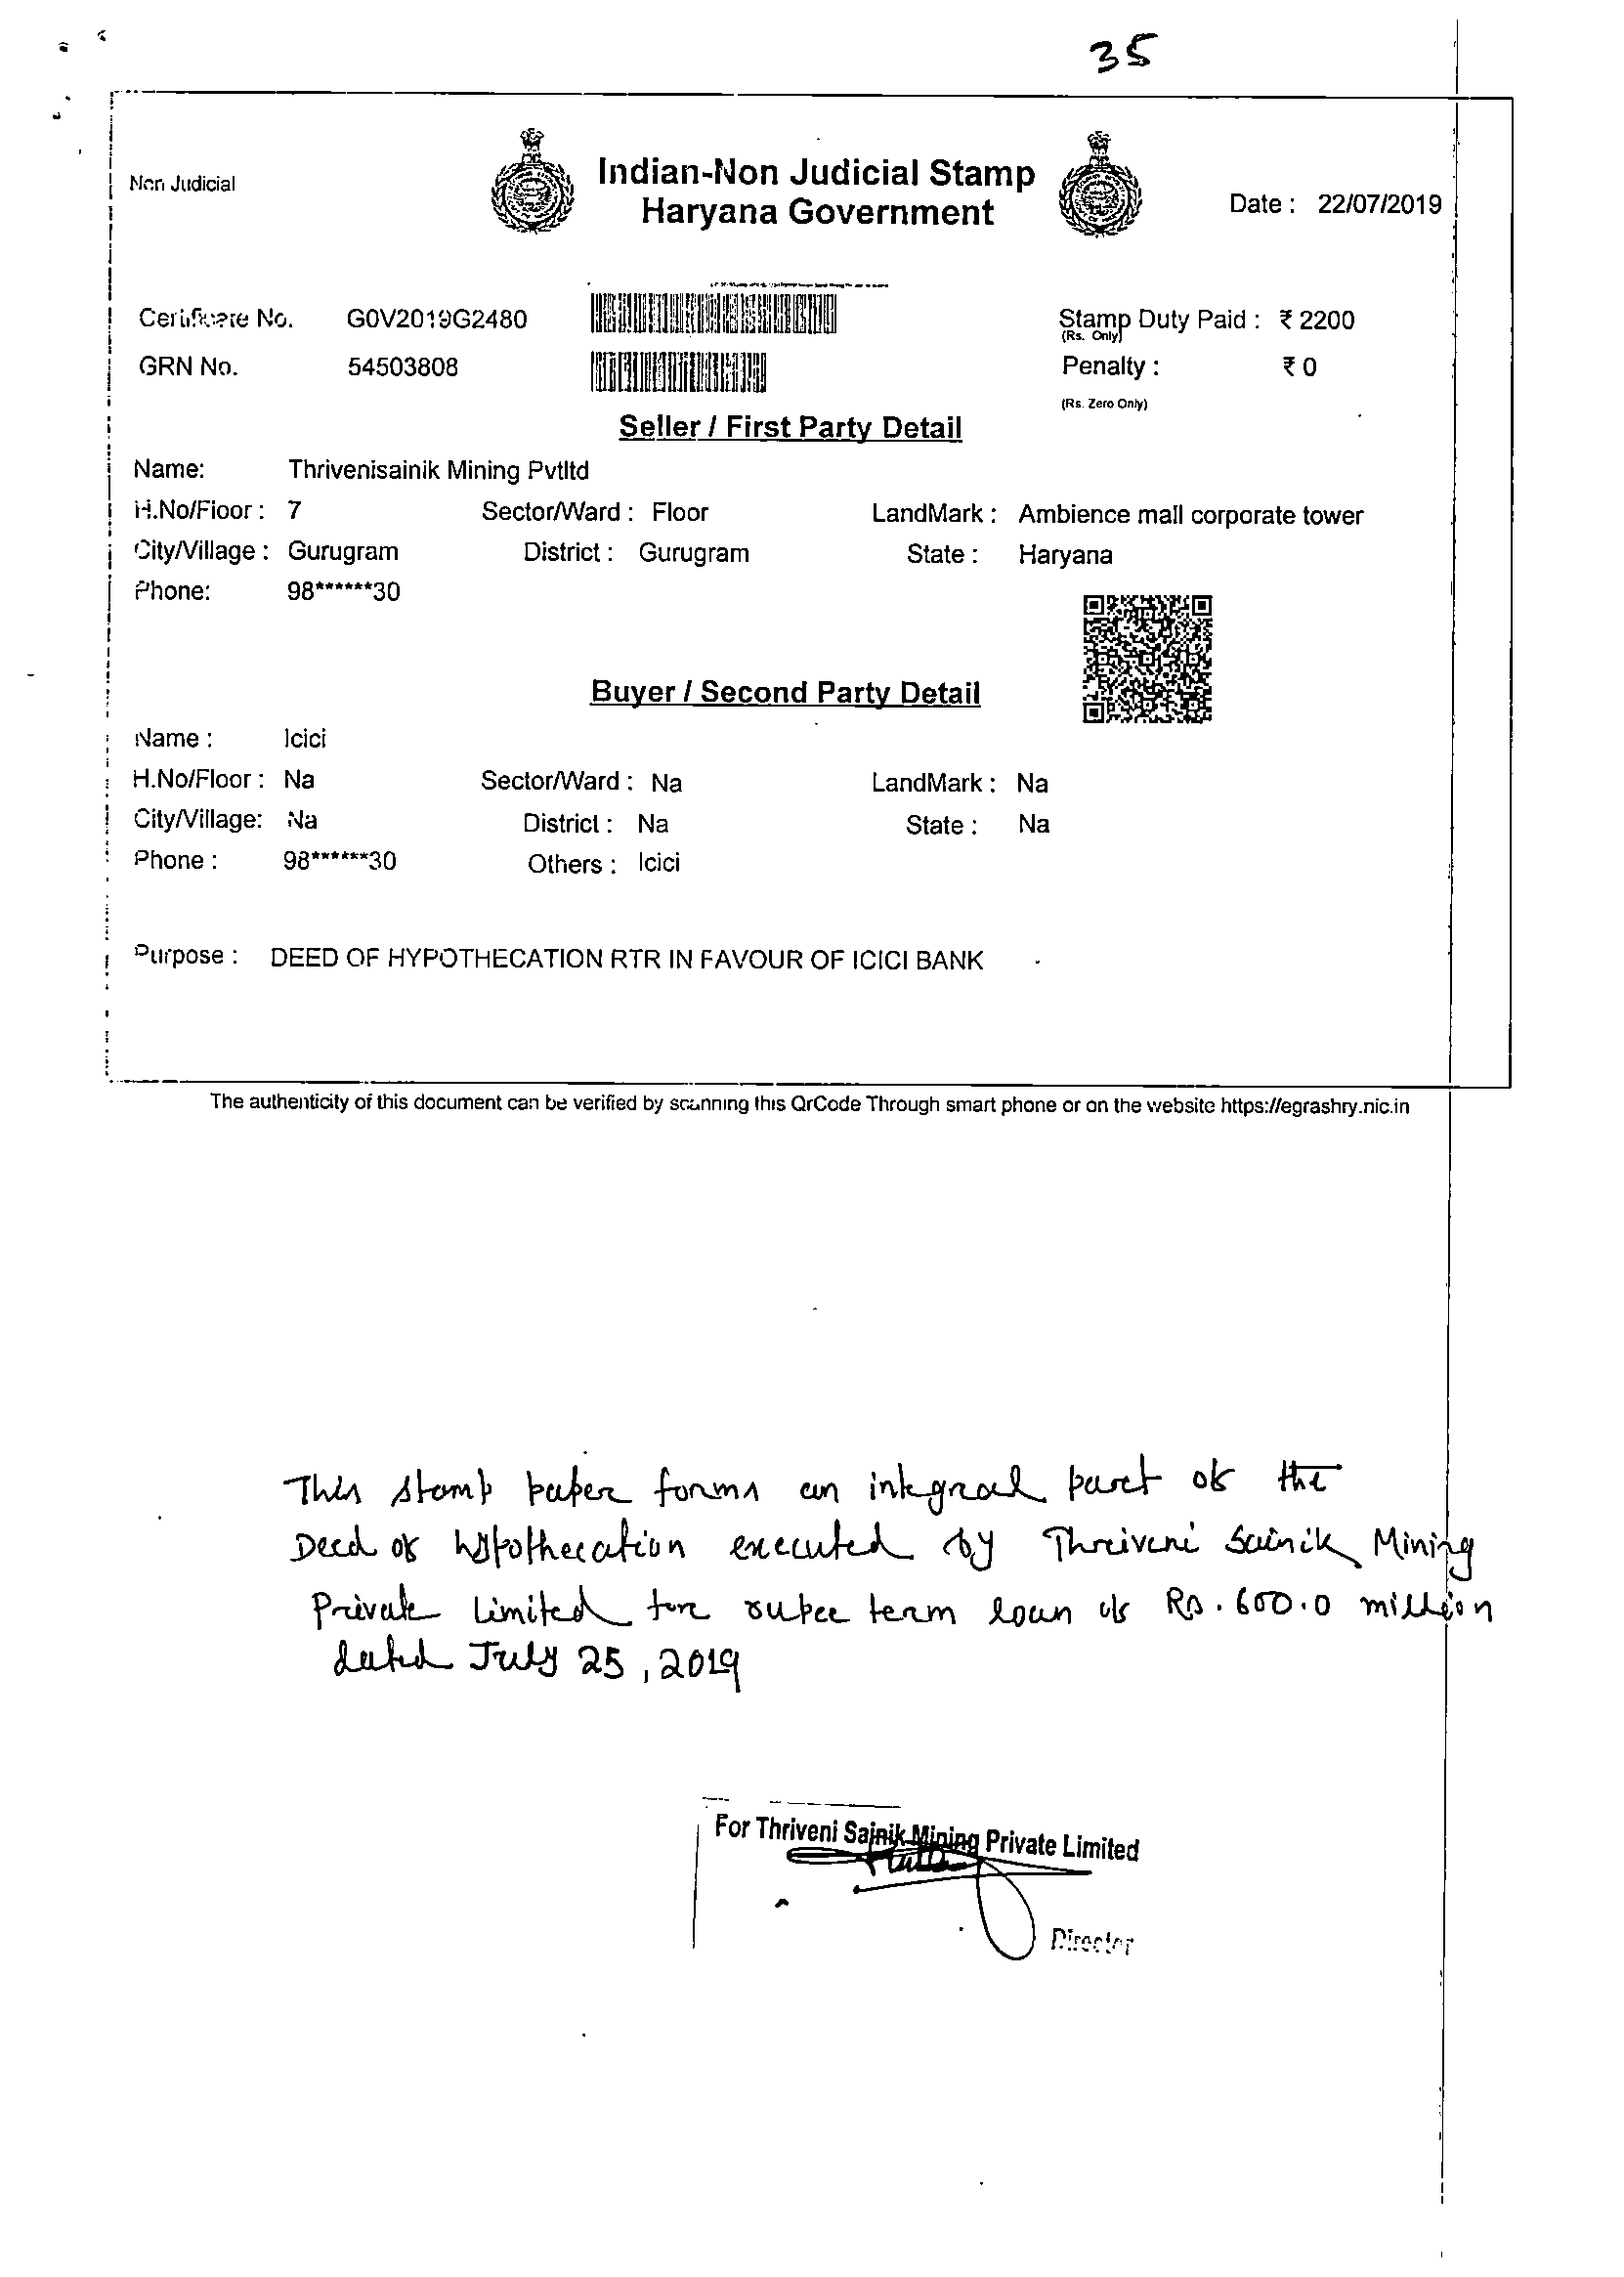 35
Non Judicial
Indian-Non Judicial Stamp
Haryana Government
Date : 22/07/2019
Certificate No. G0V2019G2480
Stamp Duty Paid : ₹ 2200
(Rs. Only)
GRN No. 54503808
Penalty : ₹ 0
(Rs. Zero Only)
Seller / First Party Detail
Name: Thrivenisainik Mining Pvtltd
H.No/Floor : 7 Sector/Ward : Floor LandMark : Ambience mall corporate tower
City/Village : Gurugram District : Gurugram State : Haryana
Phone: 98******30
Buyer / Second Party Detail
Name : Icici
H.No/Floor : Na Sector/Ward : Na LandMark : Na
City/Village: Na District : Na State : Na
Phone : 98******30 Others : Icici
Purpose : DEED OF HYPOTHECATION RTR IN FAVOUR OF ICICI BANK
The authenticity of this document can be verified by scanning this QrCode Through smart phone or on the website https://egrashry.nic.in
This stamp paper forms an integral part of the
Deed of hypothecation executed by Thriveni Sainik Mining
Private Limited for rupee term loan of Rs. 600.0 million
dated July 25, 2019
For Thriveni Sainik Mining Private Limited
Director